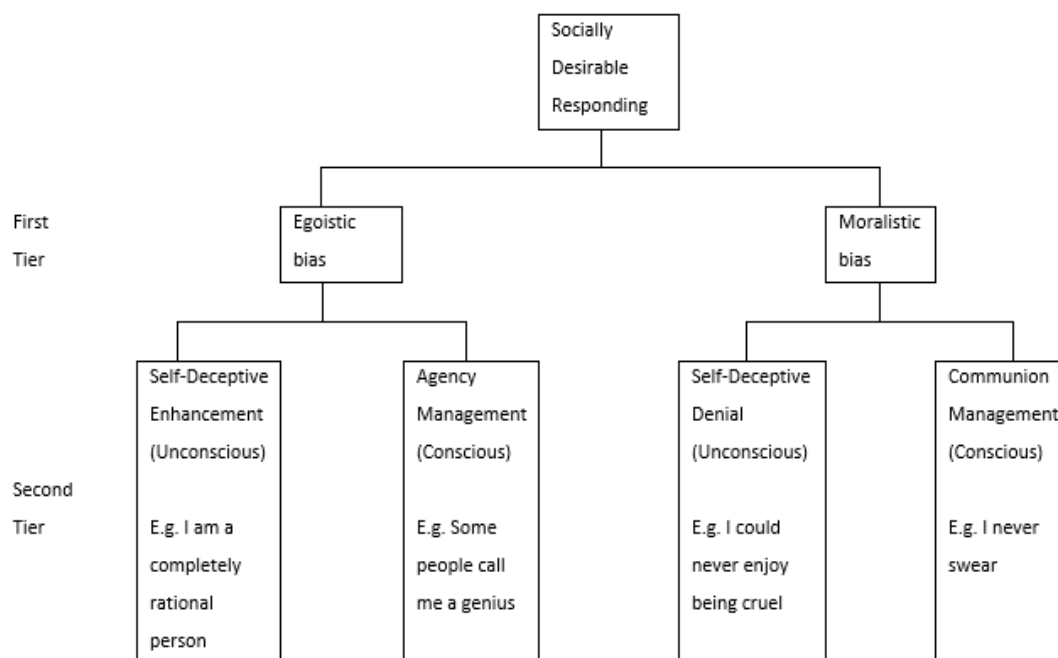 Socially
Desirable
Responding
First
Tier
Egoistic
bias
Moralistic
bias
Second
Tier
Self-Deceptive
Enhancement
(Unconscious)
E.g. I am a
completely
rational
person
Agency
Management
(Conscious)
E.g. Some
people call
me a genius
Self-Deceptive
Denial
(Unconscious)
E.g. I could
never enjoy
being cruel
Communion
Management
(Conscious)
E.g. I never
swear